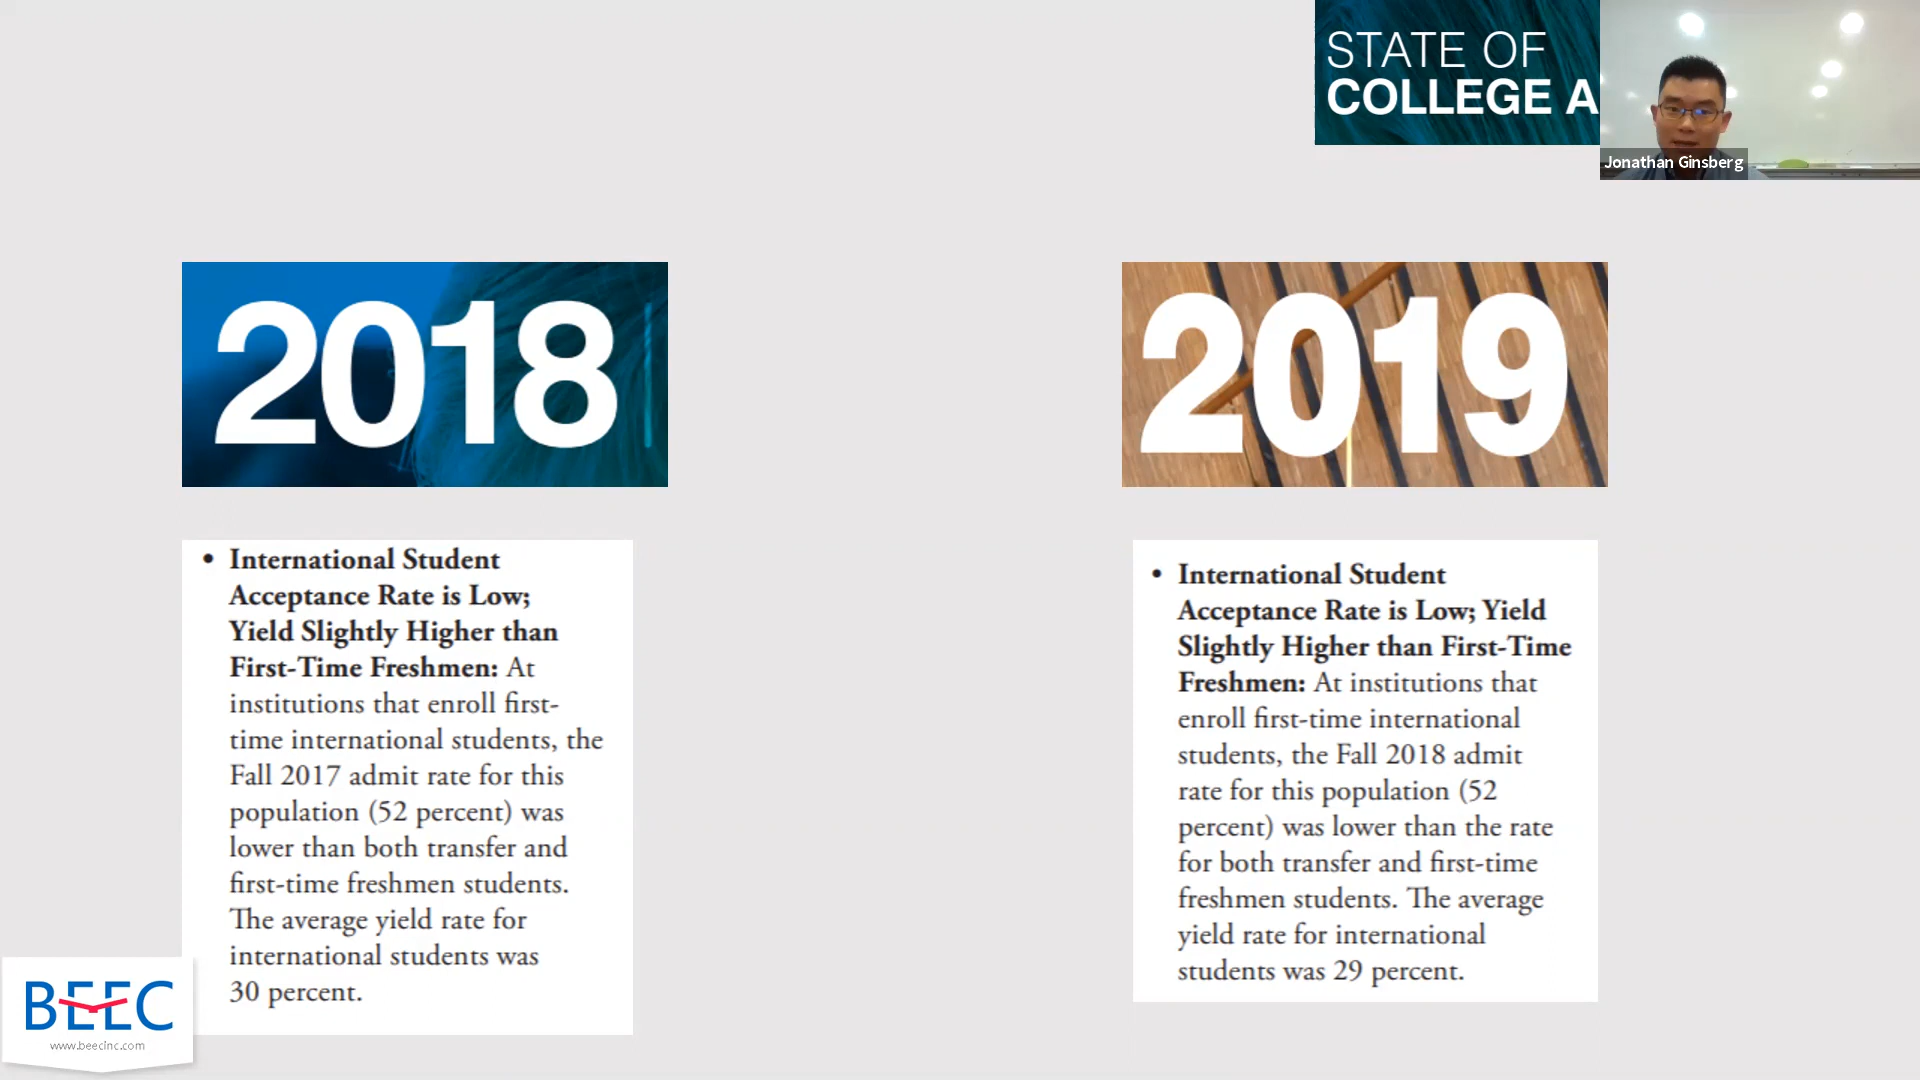 STATE OF
COLLEGE A
Jonathan Ginsberg
2018
2019
• International Student
Acceptance Rate is Low;
Yield Slightly Higher than
First-Time Freshmen: At
institutions that enroll first-
time international students, the
Fall 2017 admit rate for this
population (52 percent) was
lower than both transfer and
first-time freshmen students.
The average yield rate for
international students was
30 percent.
• International Student
Acceptance Rate is Low; Yield
Slightly Higher than First-Time
Freshmen: At institutions that
enroll first-time international
students, the Fall 2018 admit
rate for this population (52
percent) was lower than the rate
for both transfer and first-time
freshmen students. The average
yield rate for international
students was 29 percent.
BEEC
www.beecinc.com